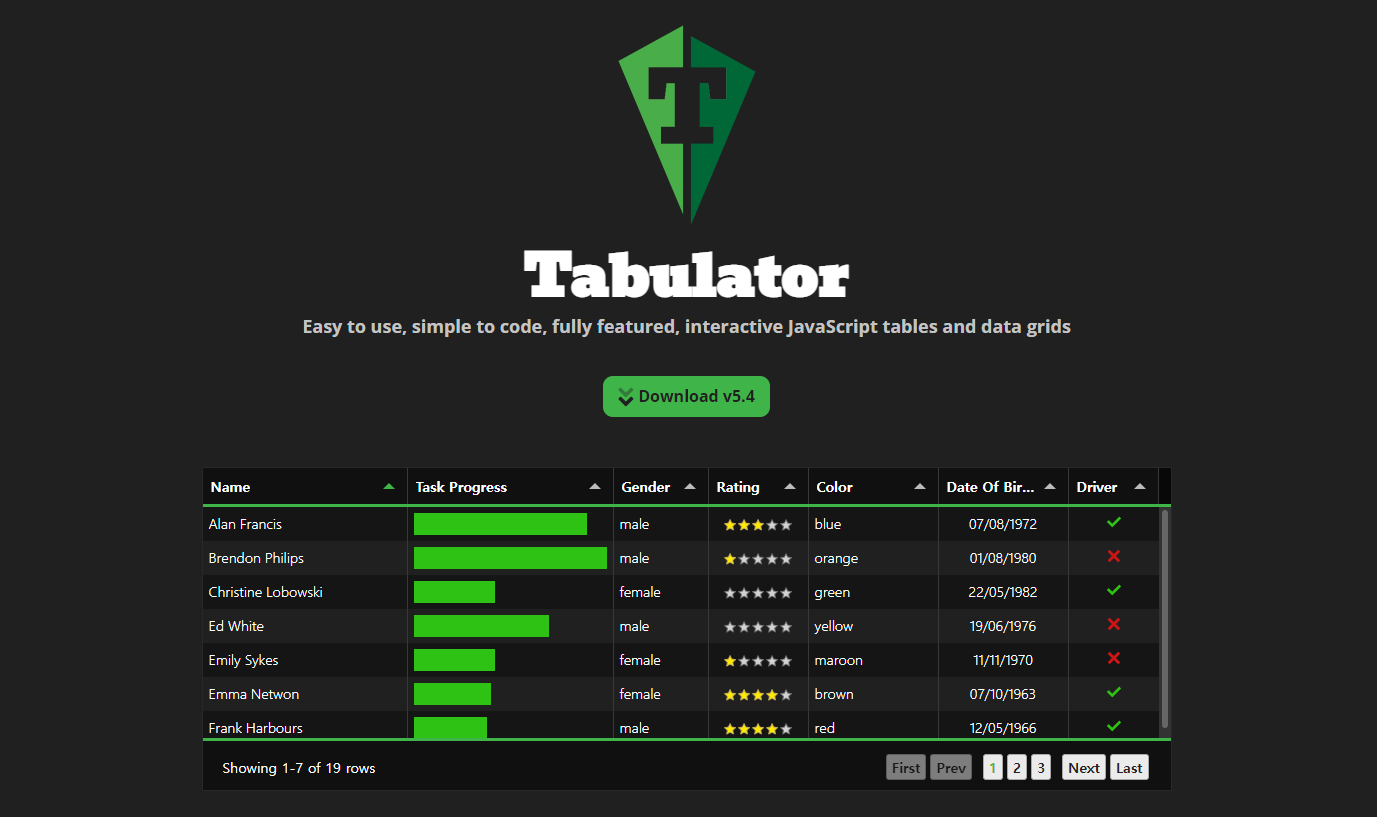 T
Tabulator
Easy to use, simple to code, fully featured, interactive JavaScript tables and data grids
Download v5.4
Name Task Progress Gender Rating Color Date Of Bir... Driver
Alan Francis male blue 07/08/1972
Brendon Philips male orange 01/08/1980
Christine Lobowski female green 22/05/1982
Ed White male yellow 19/06/1976
Emily Sykes female maroon 11/11/1970
Emma Netwon female brown 07/10/1963
Frank Harbours male red 12/05/1966
Showing 1-7 of 19 rows First Prev 1 2 3 Next Last